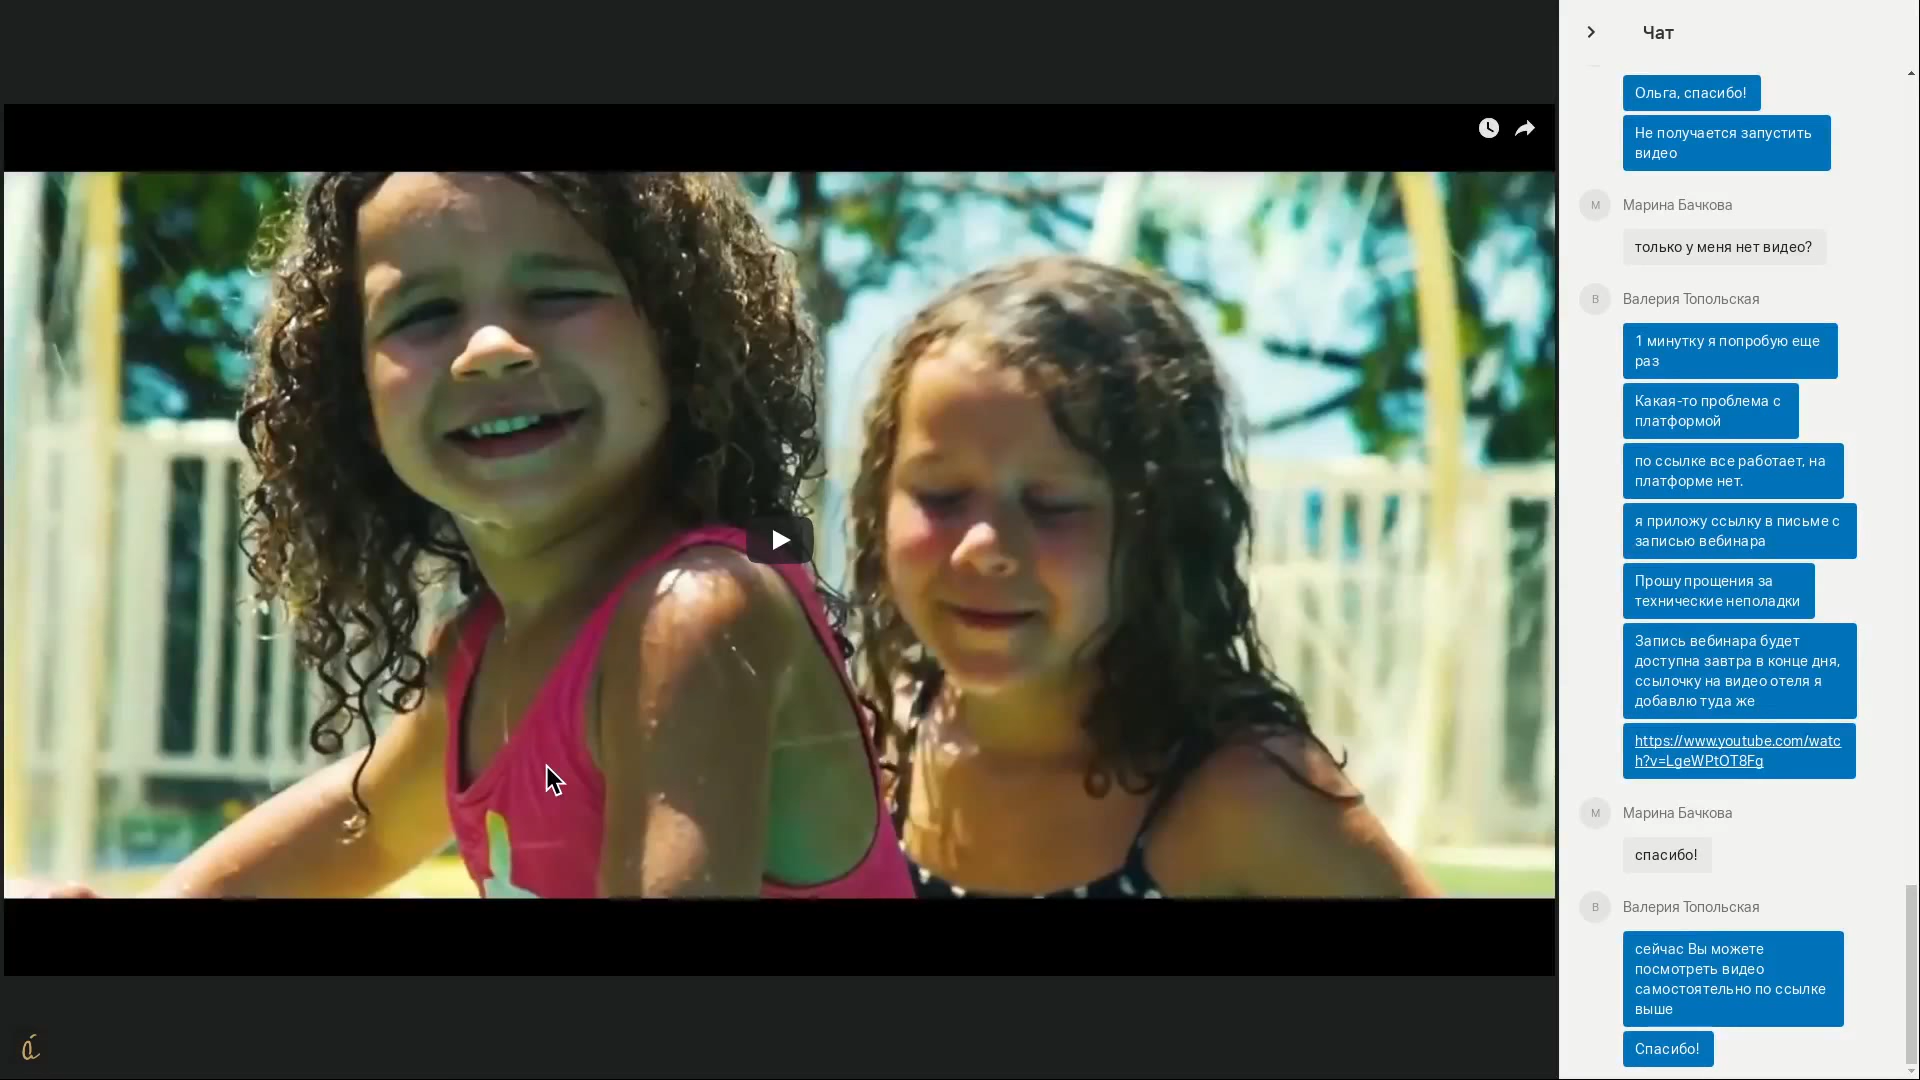 Чат
Ольга, спасибо!
Не получается запустить
видео
М
Марина Бачкова
только у меня нет видео?
В
Валерия Топольская
1 минутку я попробую еще
раз
Какая-то проблема с
платформой
по ссылке все работает, на
платформе нет.
я приложу ссылку в письме с
записью вебинара
Прошу прощения за
технические неполадки
Запись вебинара будет
доступна завтра в конце дня,
ссылочку на видео отеля я
добавлю туда же
https://www.youtube.com/watc
h?v=LgeWPtOT8Fg
М
Марина Бачкова
спасибо!
В
Валерия Топольская
сейчас Вы можете
посмотреть видео
самостоятельно по ссылке
выше
Спасибо!
á